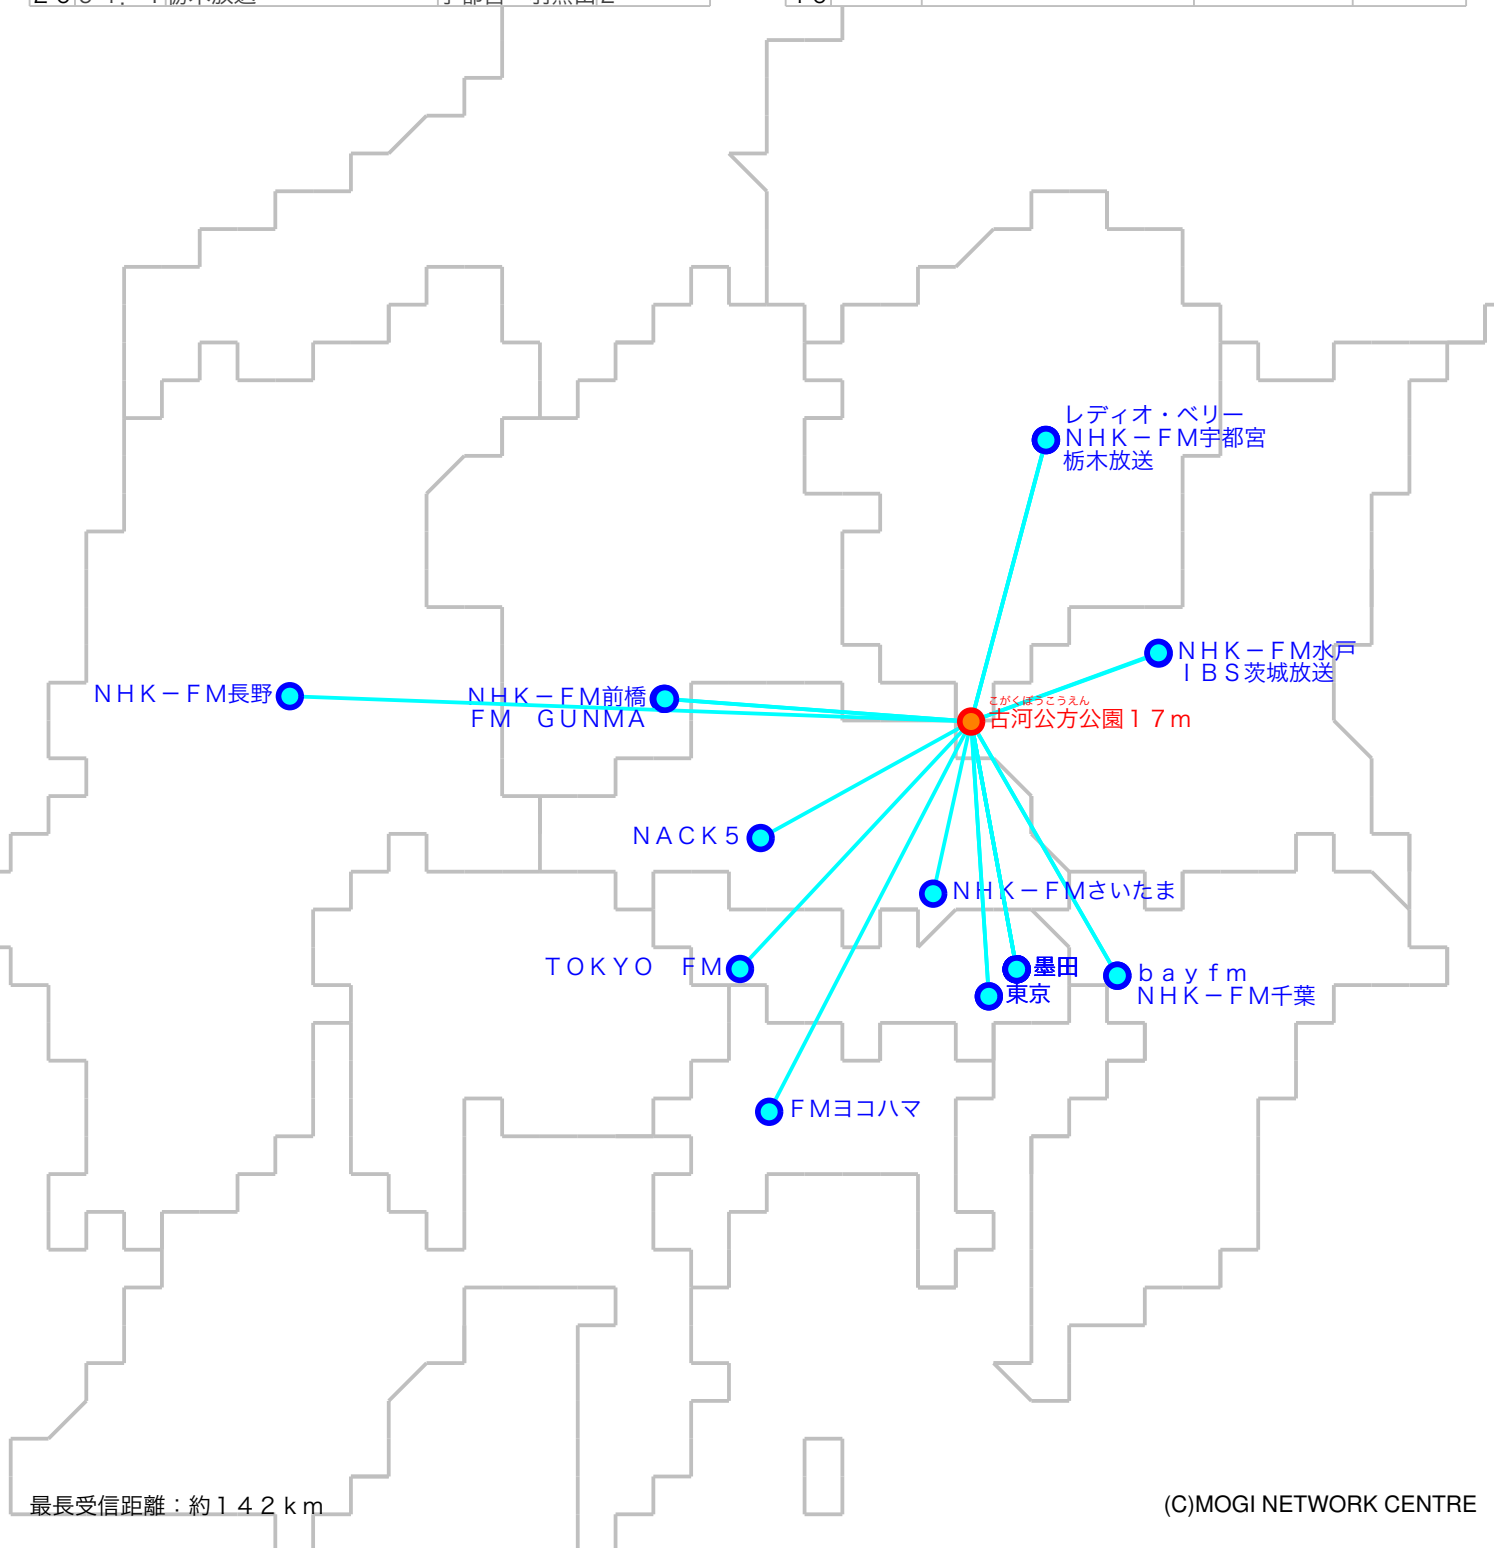 レディオ・ベリー
ＮＨＫ－ＦＭ宇都宮
栃木放送
ＮＨＫ－ＦＭ水戸
ＩＢＳ茨城放送
ＮＨＫ－ＦＭ長野
ＮＨＫ－ＦＭ前橋
ＦＭ　ＧＵＮＭＡ
こがくぼうこうえん
古河公方公園１７ｍ
ＮＡＣＫ５
ＮＨＫ－ＦＭさいたま
ＴＯＫＹＯ　ＦＭ
墨田
東京
ｂａｙｆｍ
ＮＨＫ－ＦＭ千葉
ＦＭヨコハマ
最長受信距離：約１４２ｋｍ
(C)MOGI NETWORK CENTRE